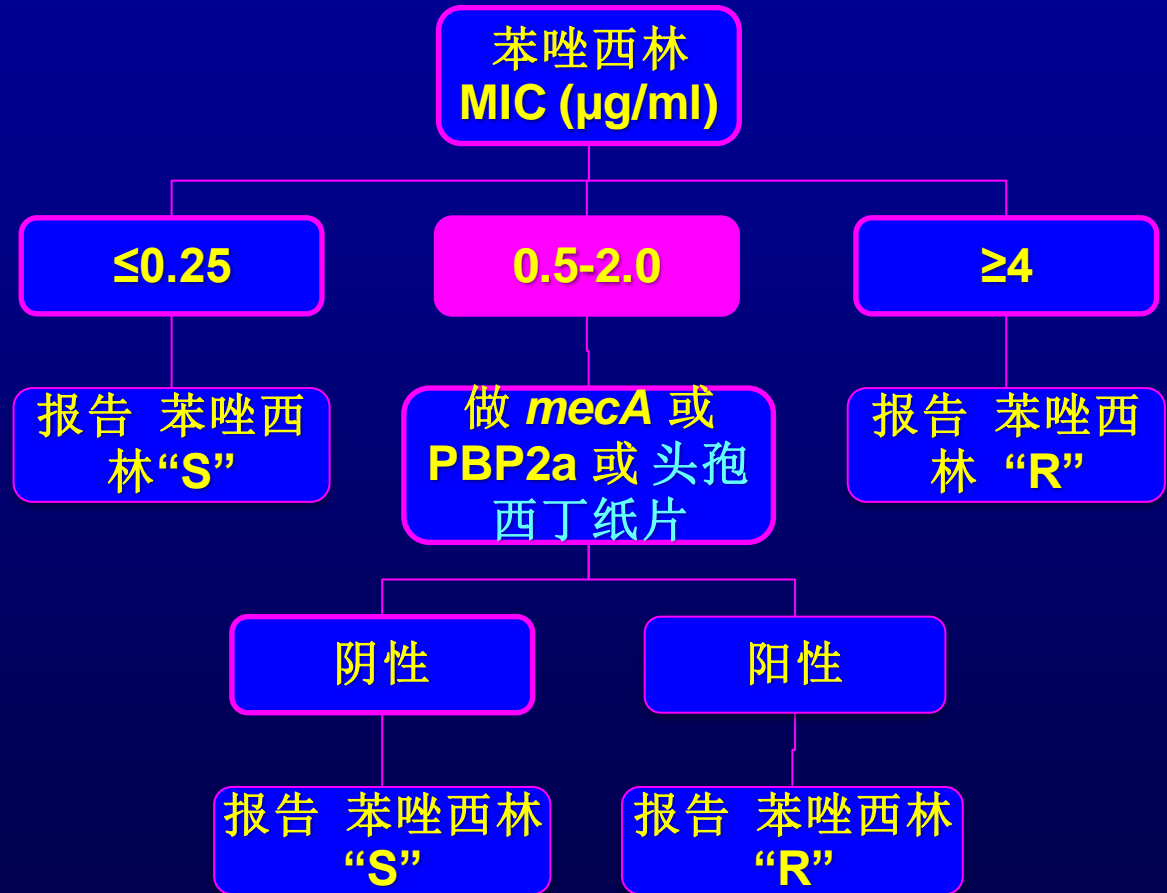 苯唑西林
MIC (µg/ml)
≤0.25
0.5-2.0
≥4
报告 苯唑西
林“S”
做 mecA 或
PBP2a 或 头孢
西丁纸片
报告 苯唑西
林 “R”
阴性
阳性
报告 苯唑西林
“S”
报告 苯唑西林
“R”